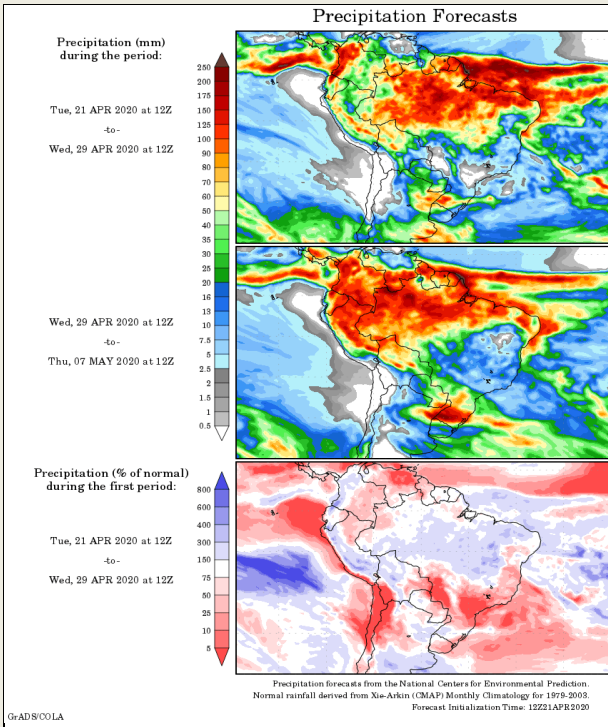 Precipitation Forecasts
Precipitation (mm)
during the period:
Tue, 21 APR 2020 at 12Z
-to-
Wed, 29 APR 2020 at 12Z
250
200
175
150
125
100
90
80
70
60
50
40
35
30
25
20
16
13
10
7.5
5
2.5
2
1.5
1
0.5
Wed, 29 APR 2020 at 12Z
-to-
Thu, 07 MAY 2020 at 12Z
Precipitation (% of normal)
during the first period:
Tue, 21 APR 2020 at 12Z
-to-
Wed, 29 APR 2020 at 12Z
800
600
400
300
150
75
50
25
10
5
Precipitation forecasts from the National Centers for Environmental Prediction.
Normal rainfall derived from Xie-Arkin (CMAP) Monthly Climatology for 1979-2003.
Forecast Initialization Time: 12Z21APR2020
GrADS/COLA